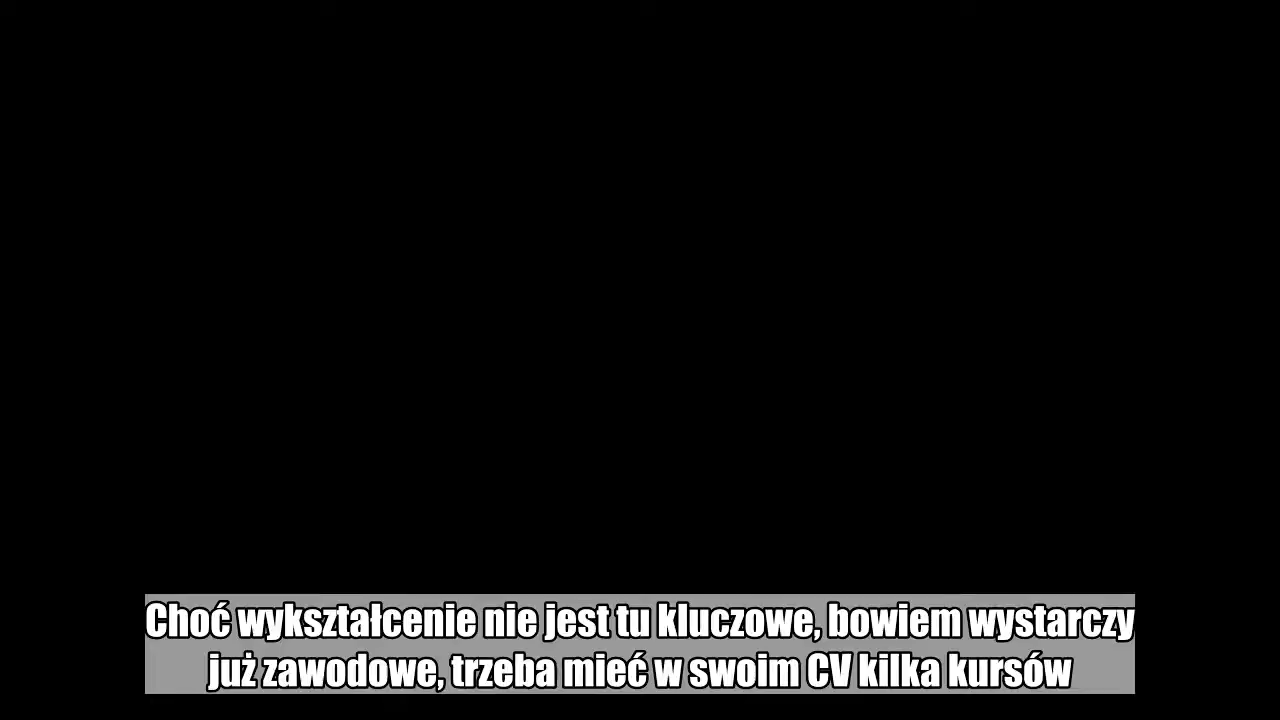 Choć wykształcenie nie jest tu kluczowe, bowiem wystarczy
już zawodowe, trzeba mieć w swoim CV kilka kursów